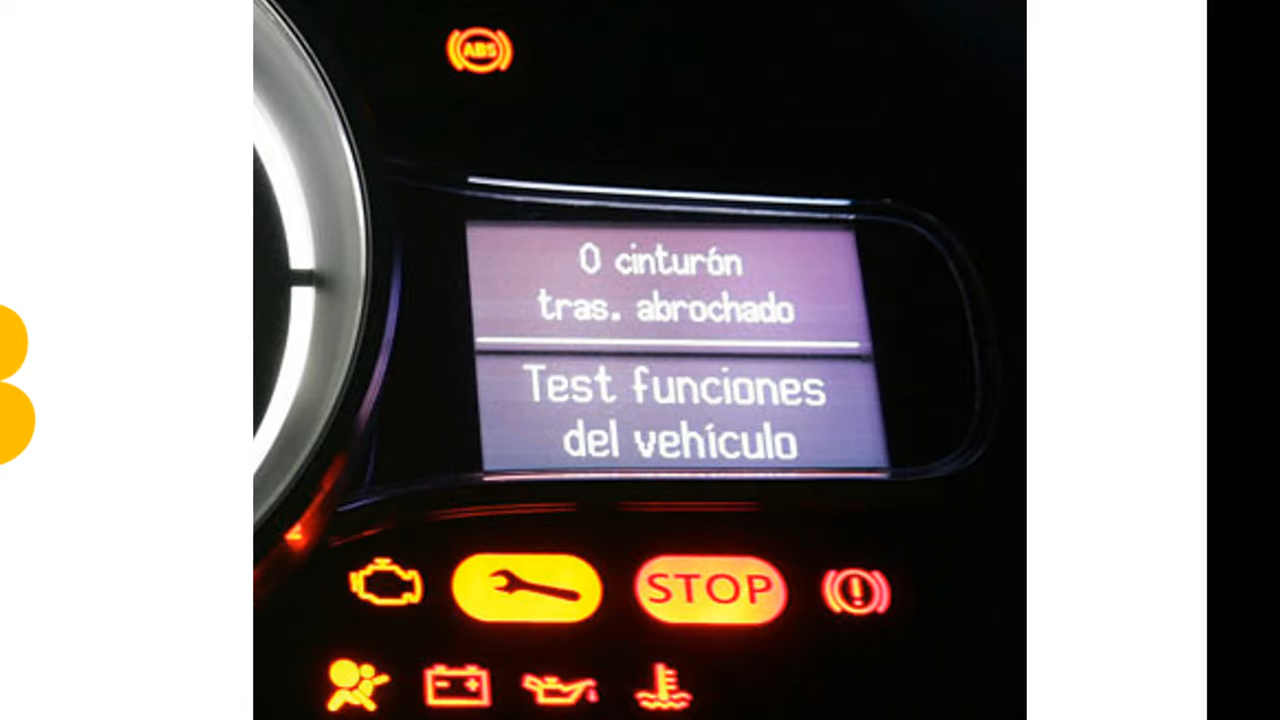 ABS
0 cinturón
tras. abrochado
Test funciones
del vehículo
STOP